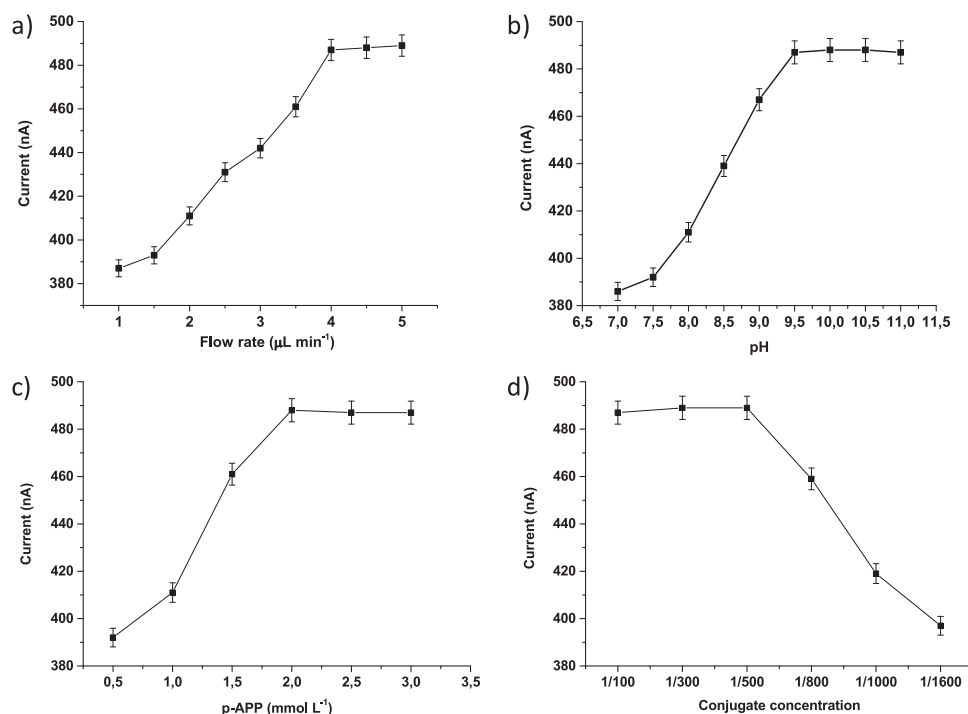 a)
500
480
460
440
420
400
380
Current (nA)
1 2 3 4 5
Flow rate (μL min⁻¹)
b)
500
480
460
440
420
400
380
Current (nA)
6,5 7,0 7,5 8,0 8,5 9,0 9,5 10,0 10,5 11,0 11,5
pH
c)
500
480
460
440
420
400
380
Current (nA)
0,5 1,0 1,5 2,0 2,5 3,0 3,5
p-APP (mmol L⁻¹)
d)
500
480
460
440
420
400
380
Current (nA)
1/100 1/300 1/500 1/800 1/1000 1/1600
Conjugate concentration